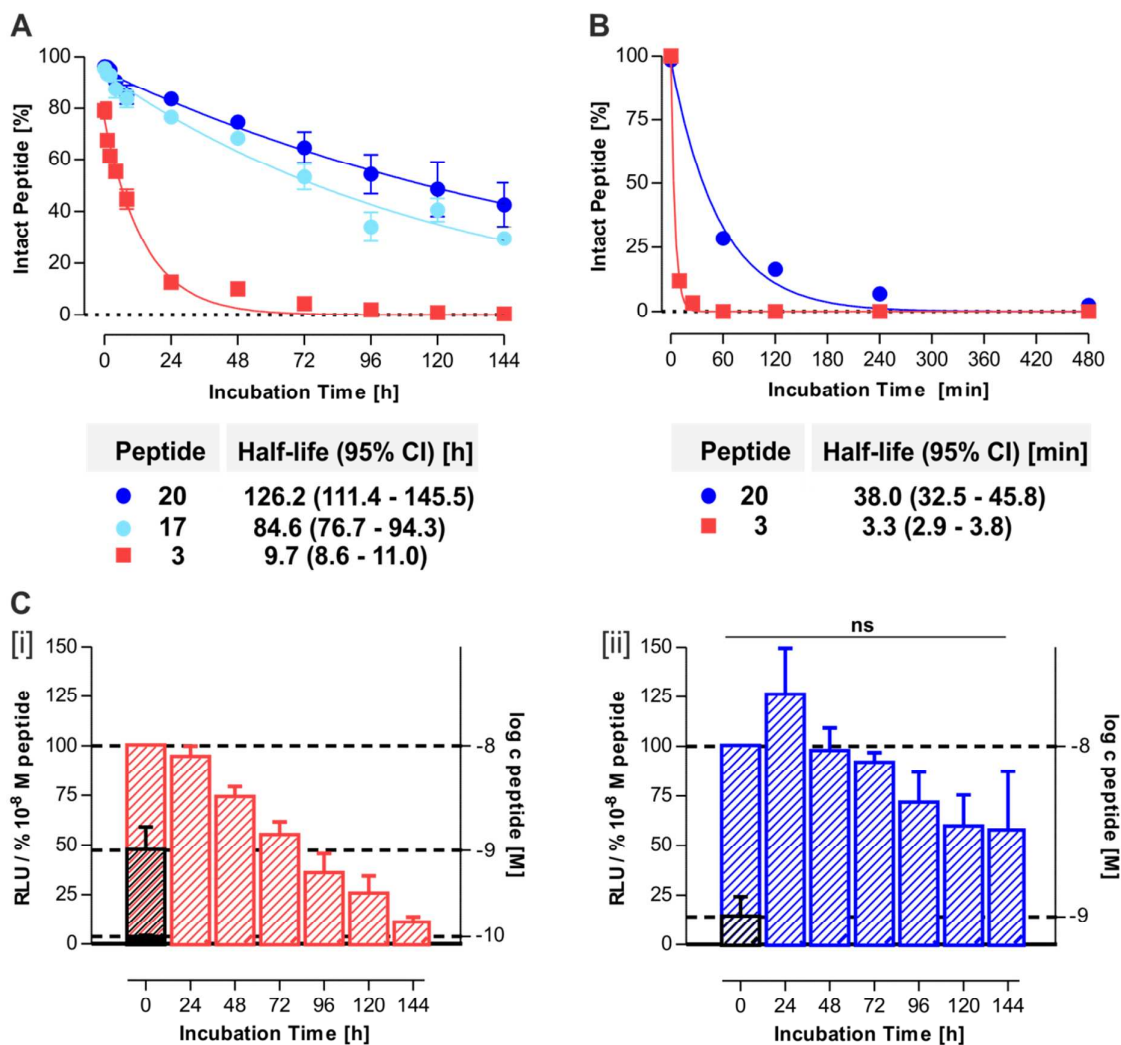 A
Intact Peptide [%]
100
80
60
40
20
0
0 24 48 72 96 120 144
Incubation Time [h]
Peptide Half-life (95% CI) [h]
20 126.2 (111.4 - 145.5)
17 84.6 (76.7 - 94.3)
3 9.7 (8.6 - 11.0)
B
Intact Peptide [%]
100
75
50
25
0
0 60 120 180 240 300 360 420 480
Incubation Time [min]
Peptide Half-life (95% CI) [min]
20 38.0 (32.5 - 45.8)
3 3.3 (2.9 - 3.8)
C
[i]
RLU / % 10⁻⁸ M peptide
150
125
100
75
50
25
0
-8
-9
-10
log c peptide [M]
0 24 48 72 96 120 144
Incubation Time [h]
[ii]
ns
RLU / % 10⁻⁸ M peptide
150
125
100
75
50
25
0
-8
-9
log c peptide [M]
0 24 48 72 96 120 144
Incubation Time [h]